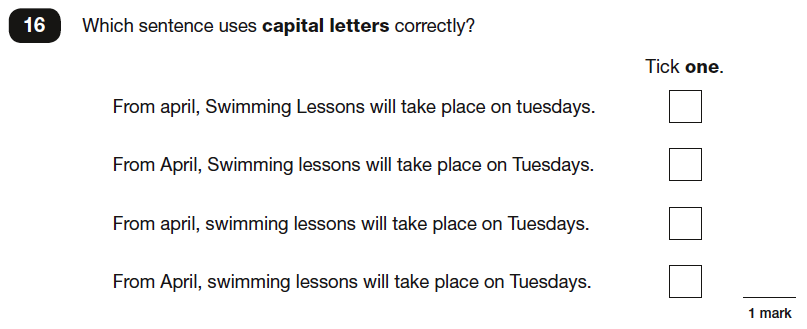 16 Which sentence uses capital letters correctly?
Tick one.
From april, Swimming Lessons will take place on tuesdays.
From April, Swimming lessons will take place on Tuesdays.
From april, swimming lessons will take place on Tuesdays.
From April, swimming lessons will take place on Tuesdays.
1 mark